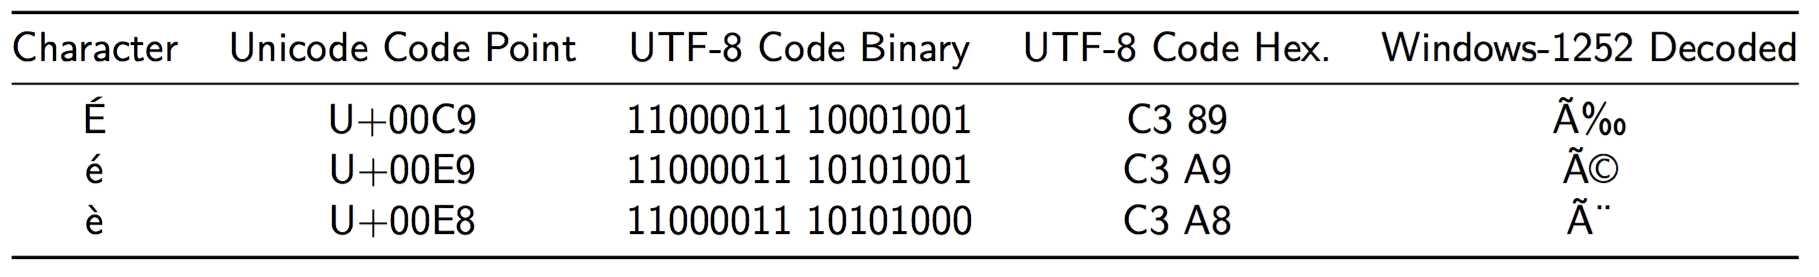 Character Unicode Code Point UTF-8 Code Binary UTF-8 Code Hex. Windows-1252 Decoded
É U+00C9 11000011 10001001 C3 89 Ã‰
é U+00E9 11000011 10101001 C3 A9 Ã©
è U+00E8 11000011 10101000 C3 A8 Ã¨